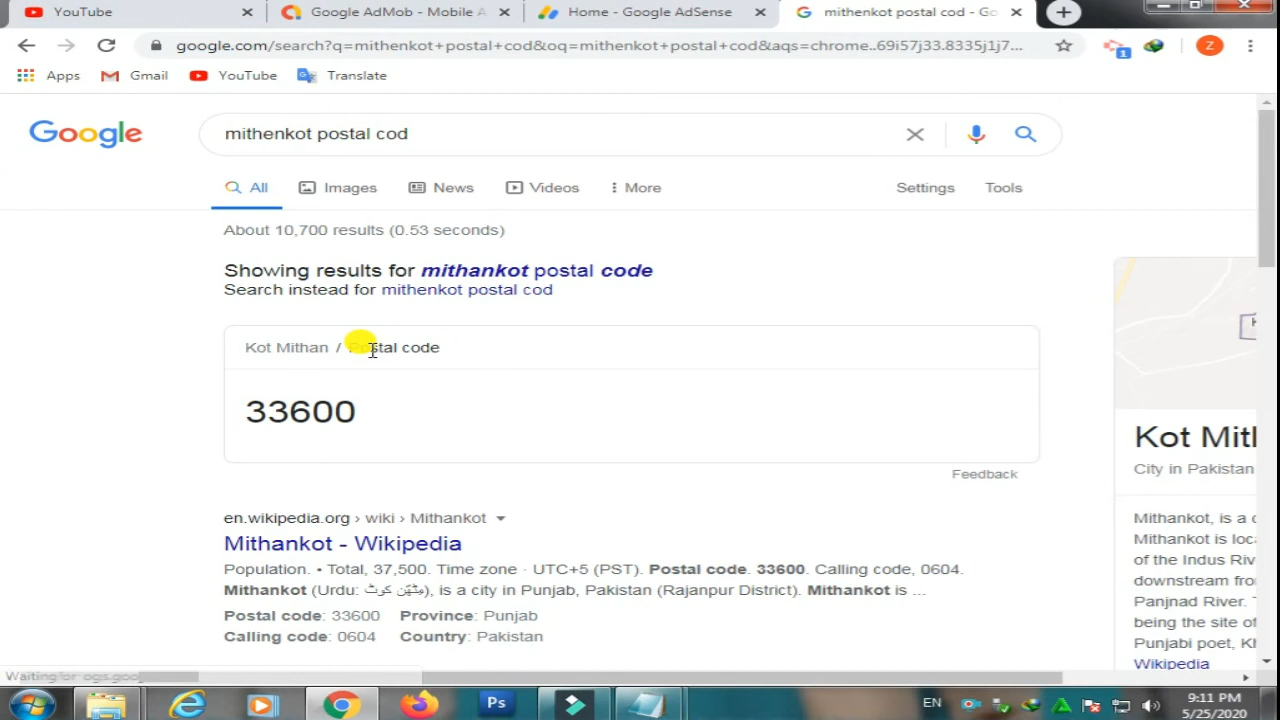 YouTube
Google AdMob - Mobile A
Home - Google AdSense
mithenkot postal cod - Go
google.com/search?q=mithenkot+postal+cod&oq=mithenkot+postal+cod&aqs=chrome..69i57j33.8335j1j7...
1
Z
Apps
Gmail
YouTube
Translate
Google
mithenkot postal cod
All
Images
News
Videos
More
Settings
Tools
About 10,700 results (0.53 seconds)
Showing results for mithankot postal code
Search instead for mithenkot postal cod
Kot Mithan / Postal code
33600
Feedback
en.wikipedia.org › wiki › Mithankot
Mithankot - Wikipedia
Population. • Total, 37,500. Time zone · UTC+5 (PST). Postal code. 33600. Calling code, 0604.
Mithankot (Urdu: مِٹّھن کوٹ), is a city in Punjab, Pakistan (Rajanpur District). Mithankot is ...
Postal code: 33600 Province: Punjab
Calling code: 0604 Country: Pakistan
Kot Mitl
City in Pakistan
Mithankot, is a c
Mithankot is loc
of the Indus Riv
downstream fro
Panjnad River.
being the site of
Punjabi poet, Kh
Wikipedia
Waiting for ogs.goo
Ps
EN
9:11 PM
5/25/2020